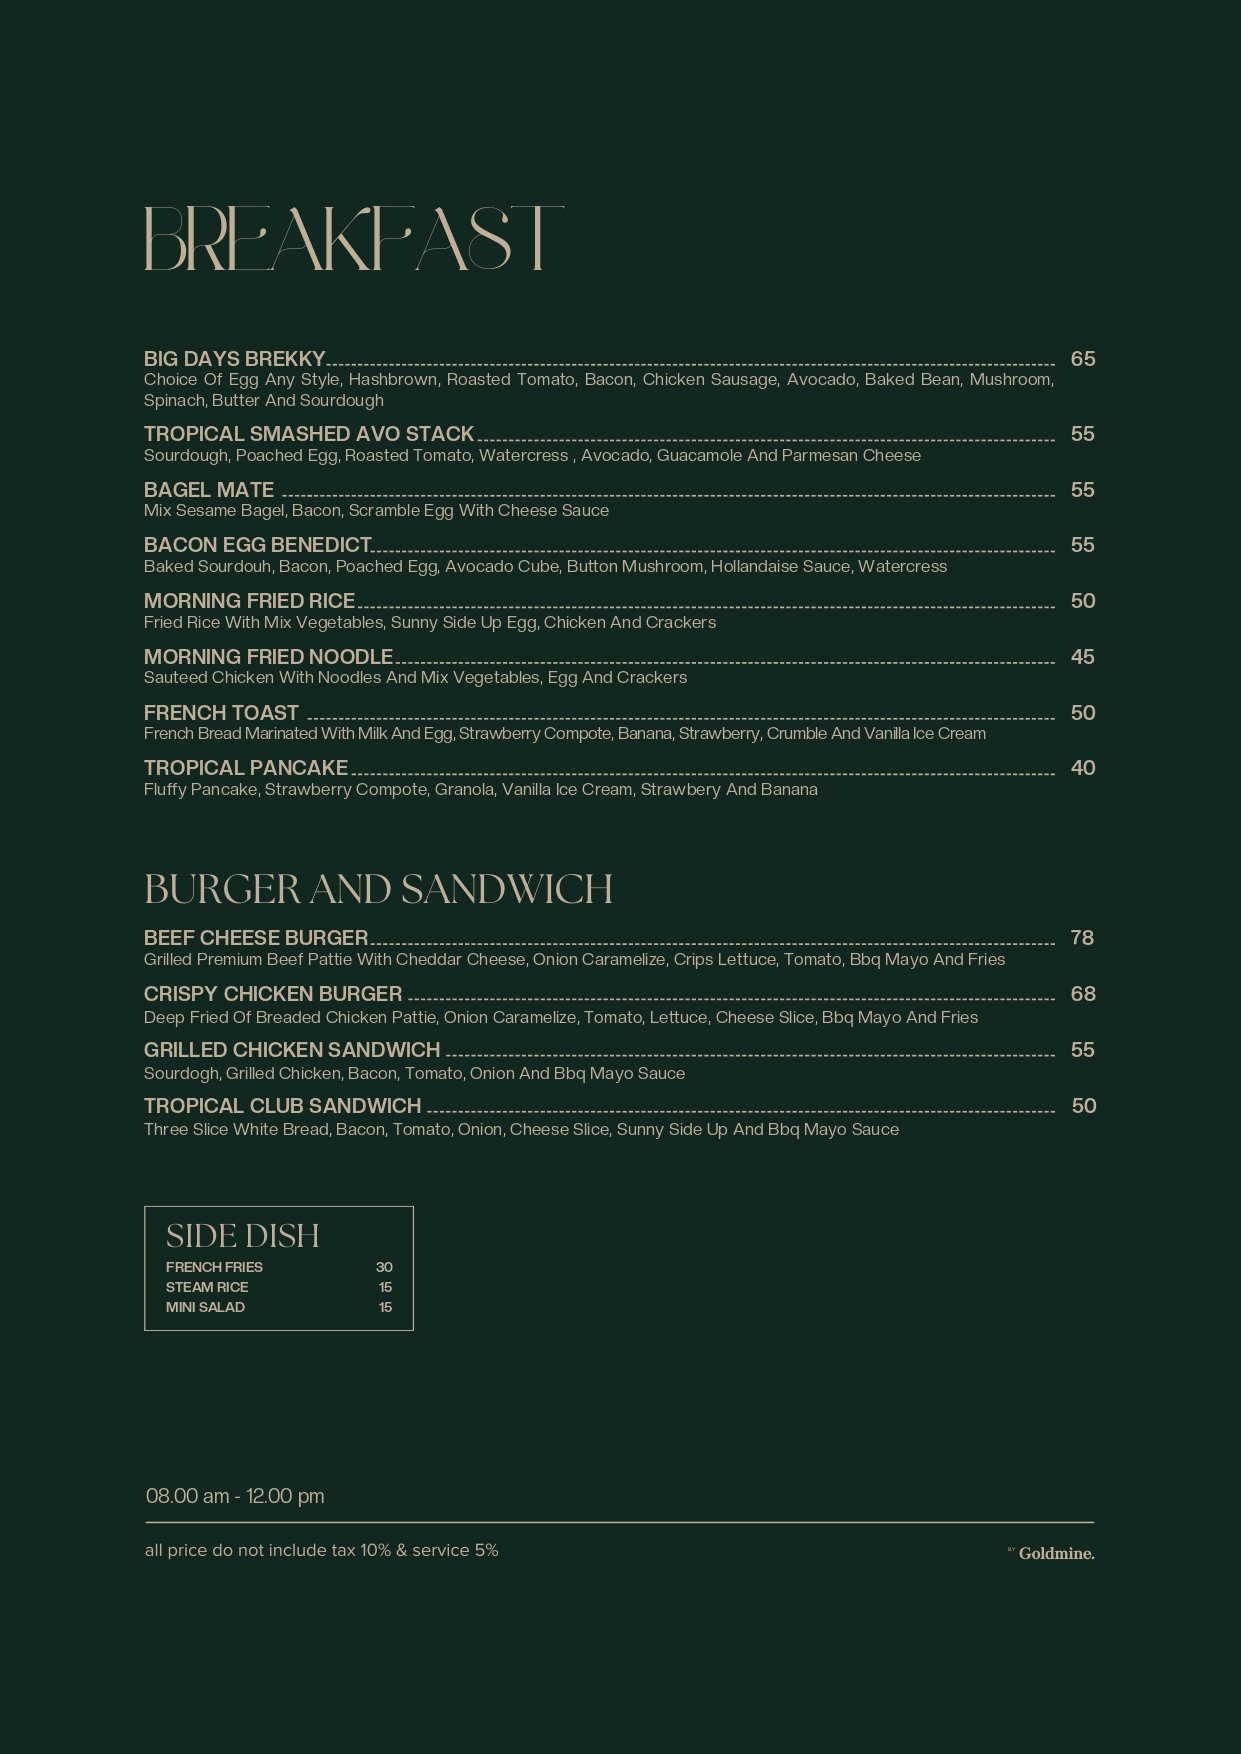 BREAKFAST
BIG DAYS BREKKY 65
Choice Of Egg Any Style, Hashbrown, Roasted Tomato, Bacon, Chicken Sausage, Avocado, Baked Bean, Mushroom,
Spinach, Butter And Sourdough
TROPICAL SMASHED AVO STACK 55
Sourdough, Poached Egg, Roasted Tomato, Watercress , Avocado, Guacamole And Parmesan Cheese
BAGEL MATE 55
Mix Sesame Bagel, Bacon, Scramble Egg With Cheese Sauce
BACON EGG BENEDICT 55
Baked Sourdouh, Bacon, Poached Egg, Avocado Cube, Button Mushroom, Hollandaise Sauce, Watercress
MORNING FRIED RICE 50
Fried Rice With Mix Vegetables, Sunny Side Up Egg, Chicken And Crackers
MORNING FRIED NOODLE 45
Sauteed Chicken With Noodles And Mix Vegetables, Egg And Crackers
FRENCH TOAST 50
French Bread Marinated With Milk And Egg, Strawberry Compote, Banana, Strawberry, Crumble And Vanilla Ice Cream
TROPICAL PANCAKE 40
Fluffy Pancake, Strawberry Compote, Granola, Vanilla Ice Cream, Strawbery And Banana
BURGER AND SANDWICH
BEEF CHEESE BURGER 78
Grilled Premium Beef Pattie With Cheddar Cheese, Onion Caramelize, Crips Lettuce, Tomato, Bbq Mayo And Fries
CRISPY CHICKEN BURGER 68
Deep Fried Of Breaded Chicken Pattie, Onion Caramelize, Tomato, Lettuce, Cheese Slice, Bbq Mayo And Fries
GRILLED CHICKEN SANDWICH 55
Sourdogh, Grilled Chicken, Bacon, Tomato, Onion And Bbq Mayo Sauce
TROPICAL CLUB SANDWICH 50
Three Slice White Bread, Bacon, Tomato, Onion, Cheese Slice, Sunny Side Up And Bbq Mayo Sauce
SIDE DISH
FRENCH FRIES 30
STEAM RICE 15
MINI SALAD 15
08.00 am - 12.00 pm
all price do not include tax 10% & service 5%
BY Goldmine.